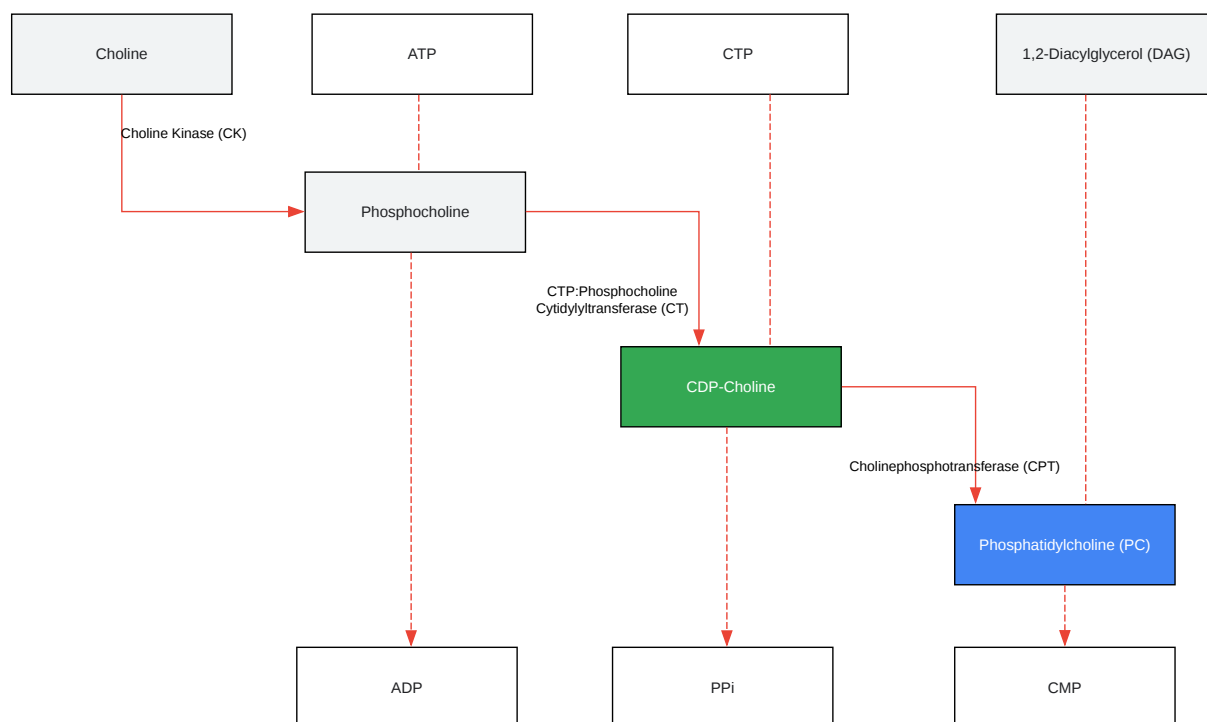 Choline
ATP
CTP
1,2-Diacylglycerol (DAG)
Choline Kinase (CK)
Phosphocholine
CTP:Phosphocholine
Cytidylyltransferase (CT)
CDP-Choline
Cholinephosphotransferase (CPT)
Phosphatidylcholine (PC)
ADP
PPi
CMP